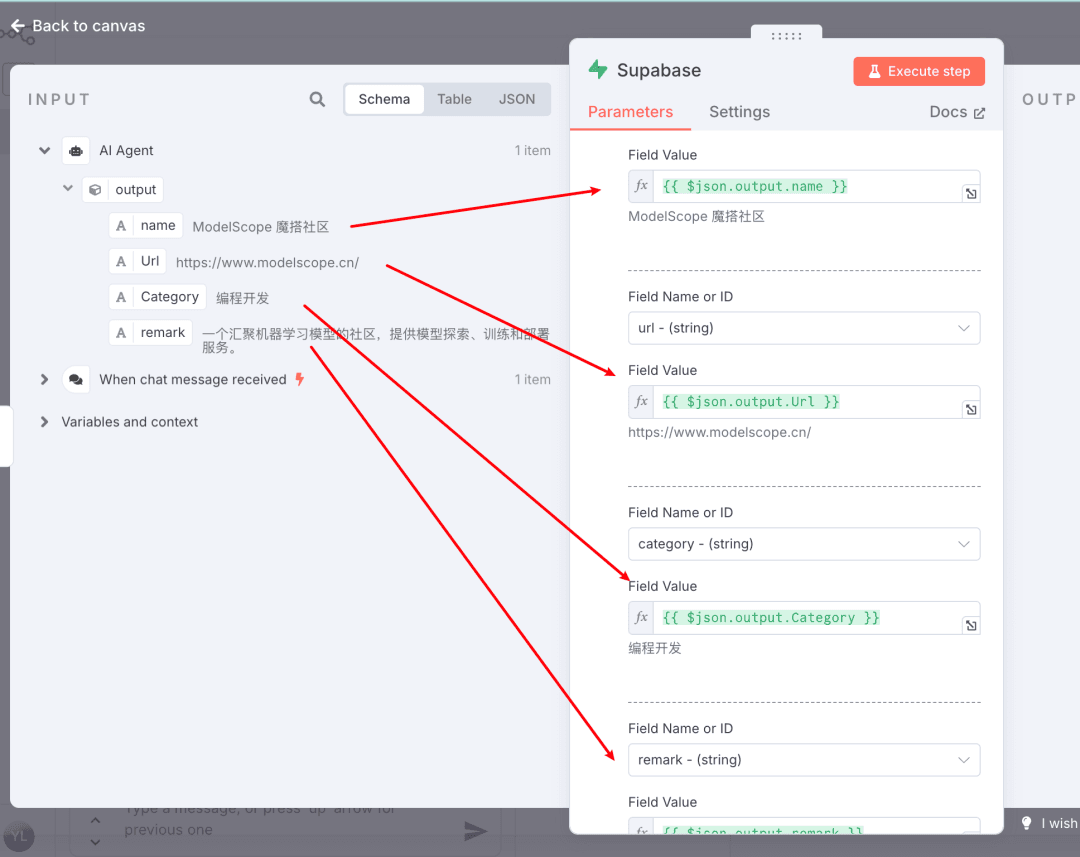 Back to canvas
INPUT
Schema
Table
JSON
AI Agent
1 item
output
A name ModelScope 魔搭社区
A Url https://www.modelscope.cn/
A Category 编程开发
A remark 一个汇聚机器学习模型的社区，提供模型探索、训练和部署
服务。
When chat message received
1 item
Variables and context
Type a message, or press 'up' arrow for
previous one
YL
Supabase
Execute step
Parameters
Settings
Docs
Field Value
fx {{ $json.output.name }}
ModelScope 魔搭社区
Field Name or ID
url - (string)
Field Value
fx {{ $json.output.Url }}
https://www.modelscope.cn/
Field Name or ID
category - (string)
Field Value
fx {{ $json.output.Category }}
编程开发
Field Name or ID
remark - (string)
Field Value
fx {{ $json.output.remark }}
OUTP
I wish